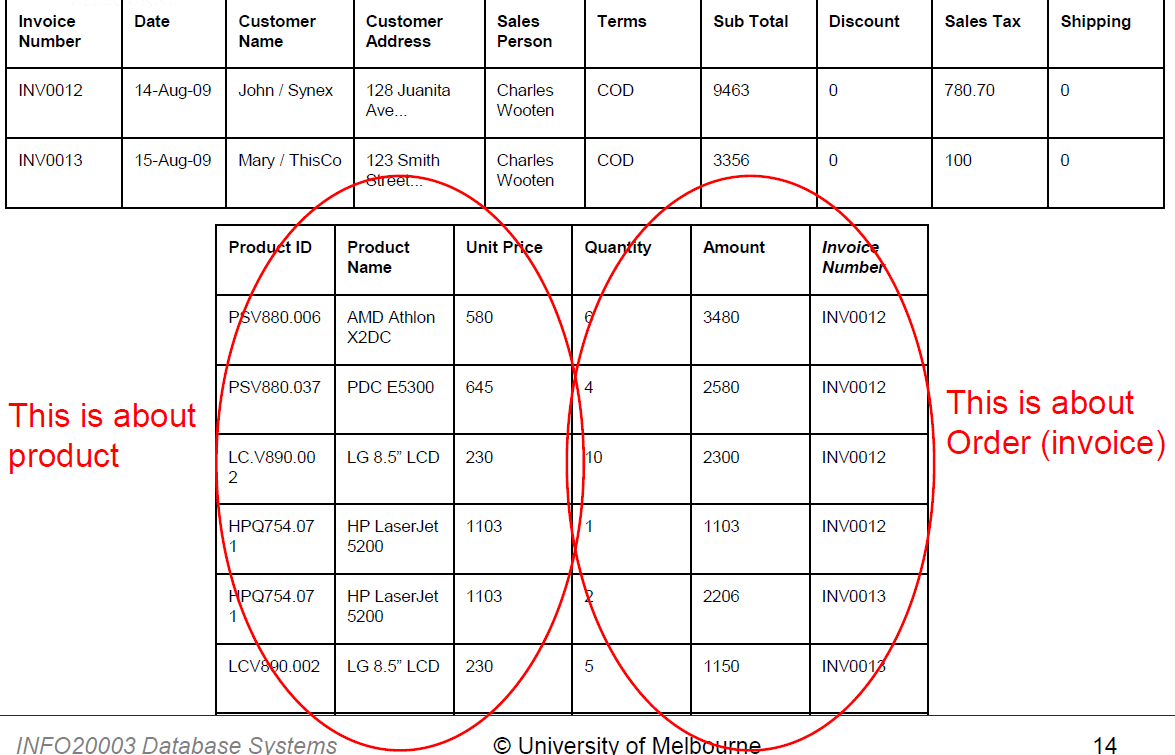 Invoice Number Date Customer Name Customer Address Sales Person Terms Sub Total Discount Sales Tax Shipping
INV0012 14-Aug-09 John / Synex 128 Juanita Ave... Charles Wooten COD 9463 0 780.70 0
INV0013 15-Aug-09 Mary / ThisCo 123 Smith Street... Charles Wooten COD 3356 0 100 0
Product ID Product Name Unit Price Quantity Amount Invoice Number
PSV880.006 AMD Athlon X2DC 580 6 3480 INV0012
PSV880.037 PDC E5300 645 4 2580 INV0012
LC.V890.002 LG 8.5” LCD 230 10 2300 INV0012
HPQ754.071 HP LaserJet 5200 1103 1 1103 INV0012
HPQ754.071 HP LaserJet 5200 1103 2 2206 INV0013
LCV890.002 LG 8.5” LCD 230 5 1150 INV0013
This is about
product
This is about
Order (invoice)
INFO20003 Database Systems © University of Melbourne 14